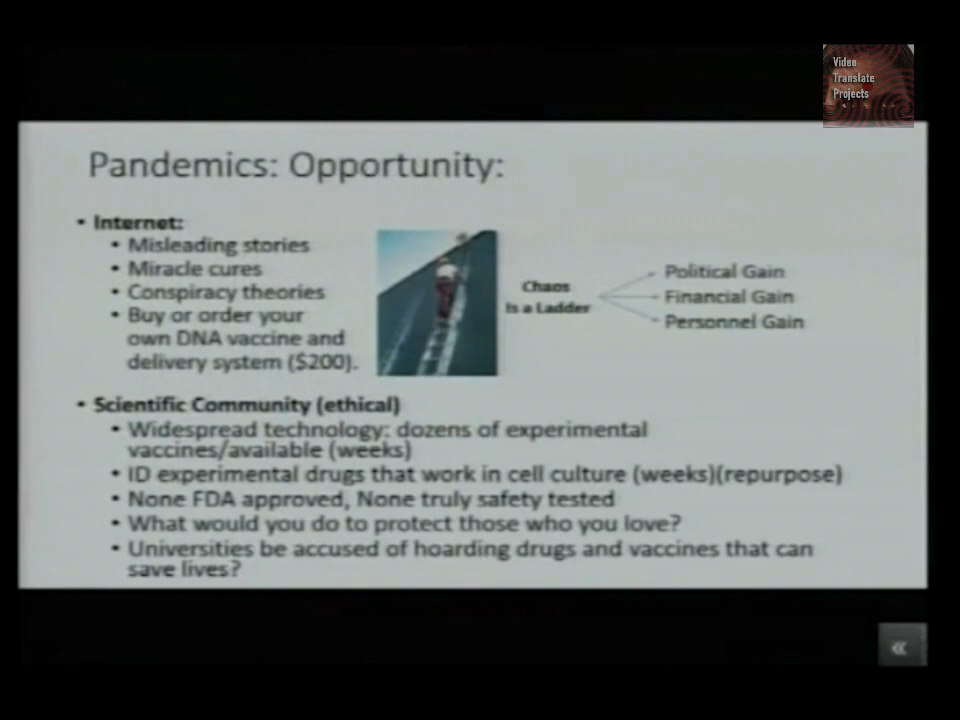 Video
Translate
Projects
Pandemics: Opportunity:
• Internet:
• Misleading stories
• Miracle cures
• Conspiracy theories
• Buy or order your
own DNA vaccine and
delivery system ($200).
Chaos
Is a Ladder
Political Gain
Financial Gain
Personnel Gain
• Scientific Community (ethical)
• Widespread technology: dozens of experimental
vaccines/available (weeks)
• ID experimental drugs that work in cell culture (weeks)(repurpose)
• None FDA approved, None truly safety tested
• What would you do to protect those who you love?
• Universities be accused of hoarding drugs and vaccines that can
save lives?
«